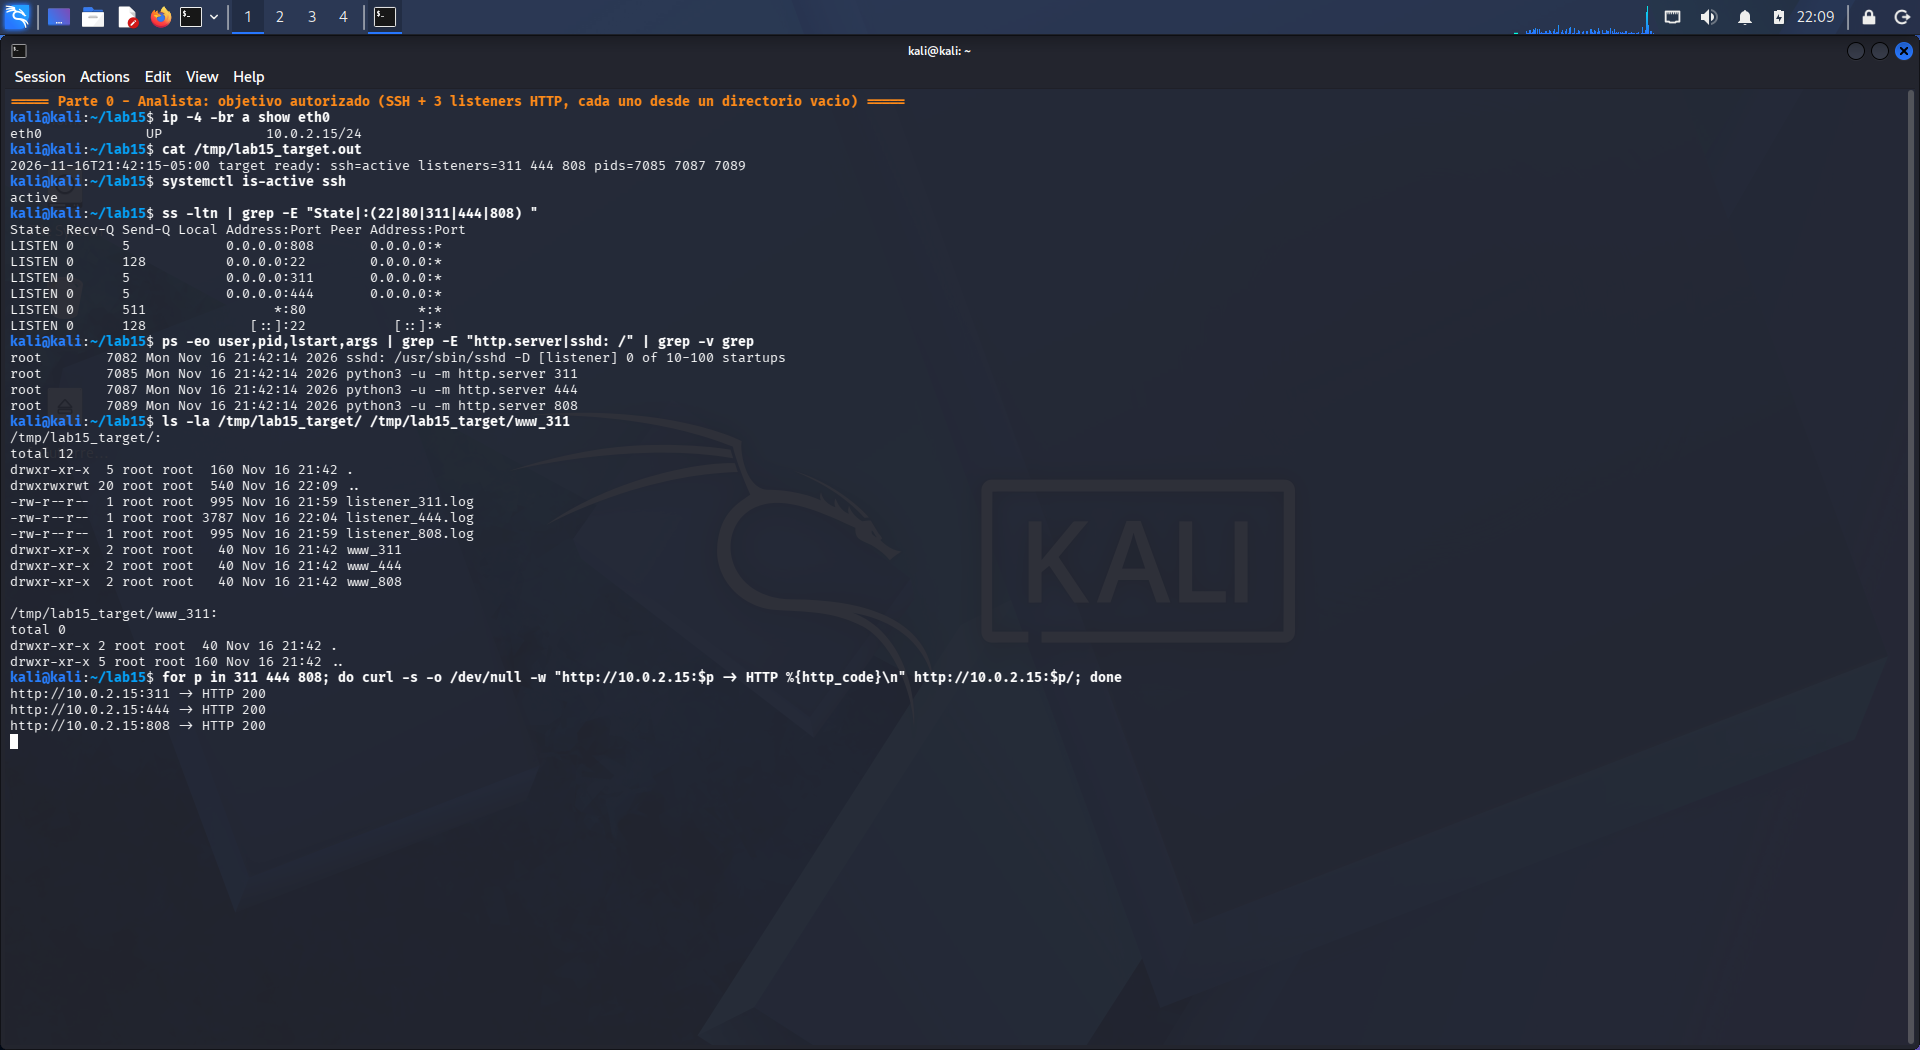 1 2 3 4 22:09
kali@kali: ~
Session Actions Edit View Help
===== Parte 0 - Analista: objetivo autorizado (SSH + 3 listeners HTTP, cada uno desde un directorio vacio) =====
kali@kali:~/lab15$ ip -4 -br a show eth0
eth0             UP             10.0.2.15/24
kali@kali:~/lab15$ cat /tmp/lab15_target.out
2026-11-16T21:42:15-05:00 target ready: ssh=active listeners=311 444 808 pids=7085 7087 7089
kali@kali:~/lab15$ systemctl is-active ssh
active
kali@kali:~/lab15$ ss -ltn | grep -E "State|:(22|80|311|444|808) "
State  Recv-Q Send-Q Local Address:Port Peer Address:Port
LISTEN 0      5            0.0.0.0:808       0.0.0.0:*
LISTEN 0      128          0.0.0.0:22        0.0.0.0:*
LISTEN 0      5            0.0.0.0:311       0.0.0.0:*
LISTEN 0      5            0.0.0.0:444       0.0.0.0:*
LISTEN 0      511                *:80              *:*
LISTEN 0      128             [::]:22           [::]:*
kali@kali:~/lab15$ ps -eo user,pid,lstart,args | grep -E "http.server|sshd: /" | grep -v grep
root        7082 Mon Nov 16 21:42:14 2026 sshd: /usr/sbin/sshd -D [listener] 0 of 10-100 startups
root        7085 Mon Nov 16 21:42:14 2026 python3 -u -m http.server 311
root        7087 Mon Nov 16 21:42:14 2026 python3 -u -m http.server 444
root        7089 Mon Nov 16 21:42:14 2026 python3 -u -m http.server 808
kali@kali:~/lab15$ ls -la /tmp/lab15_target/ /tmp/lab15_target/www_311
/tmp/lab15_target/:
total 12
drwxr-xr-x  5 root root  160 Nov 16 21:42 .
drwxrwxrwt 20 root root  540 Nov 16 22:09 ..
-rw-r--r--  1 root root  995 Nov 16 21:59 listener_311.log
-rw-r--r--  1 root root 3787 Nov 16 22:04 listener_444.log
-rw-r--r--  1 root root  995 Nov 16 21:59 listener_808.log
drwxr-xr-x  2 root root   40 Nov 16 21:42 www_311
drwxr-xr-x  2 root root   40 Nov 16 21:42 www_444
drwxr-xr-x  2 root root   40 Nov 16 21:42 www_808
/tmp/lab15_target/www_311:
total 0
drwxr-xr-x 2 root root  40 Nov 16 21:42 .
drwxr-xr-x 5 root root 160 Nov 16 21:42 ..
kali@kali:~/lab15$ for p in 311 444 808; do curl -s -o /dev/null -w "http://10.0.2.15:$p -> HTTP %{http_code}\n" http://10.0.2.15:$p/; done
http://10.0.2.15:311 -> HTTP 200
http://10.0.2.15:444 -> HTTP 200
http://10.0.2.15:808 -> HTTP 200
KALI